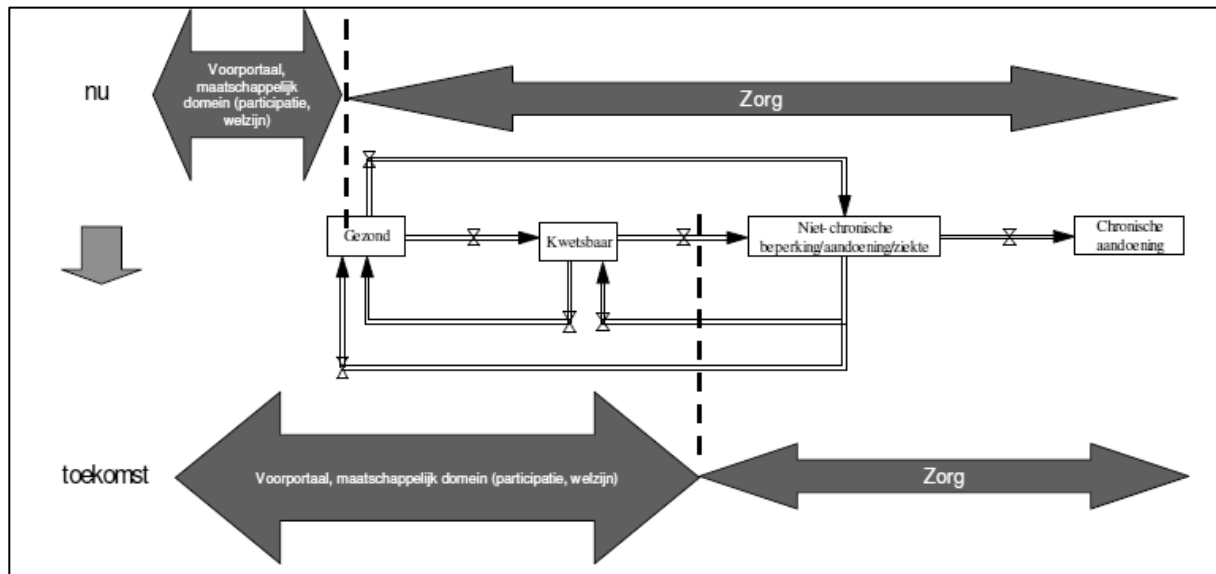 nu
Voorportaal,
maatschappelijk
domein (participatie,
welzijn)
Zorg
Gezond
Kwetsbaar
Niet-chronische
beperking/aandoening/ziekte
Chronische
aandoening
toekomst
Voorportaal, maatschappelijk domein (participatie, welzijn)
Zorg